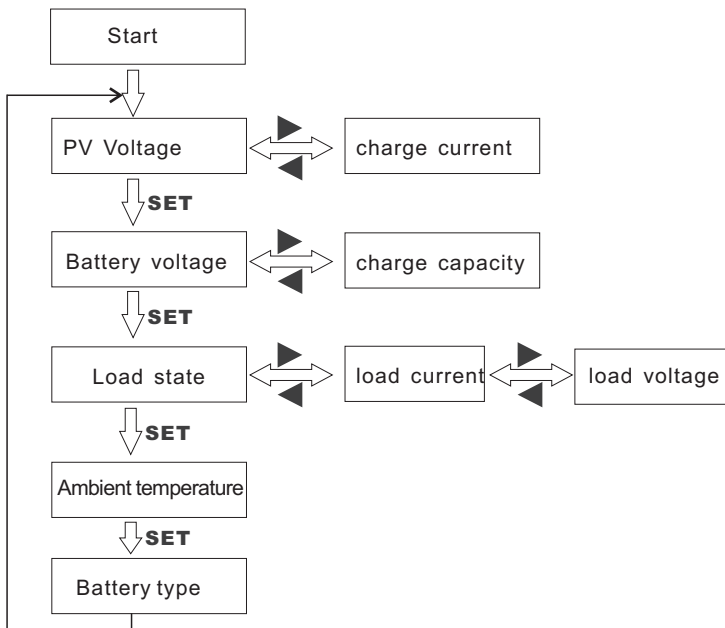 Start
PV Voltage
charge current
SET
Battery voltage
charge capacity
SET
Load state
load current
load voltage
SET
Ambient temperature
SET
Battery type